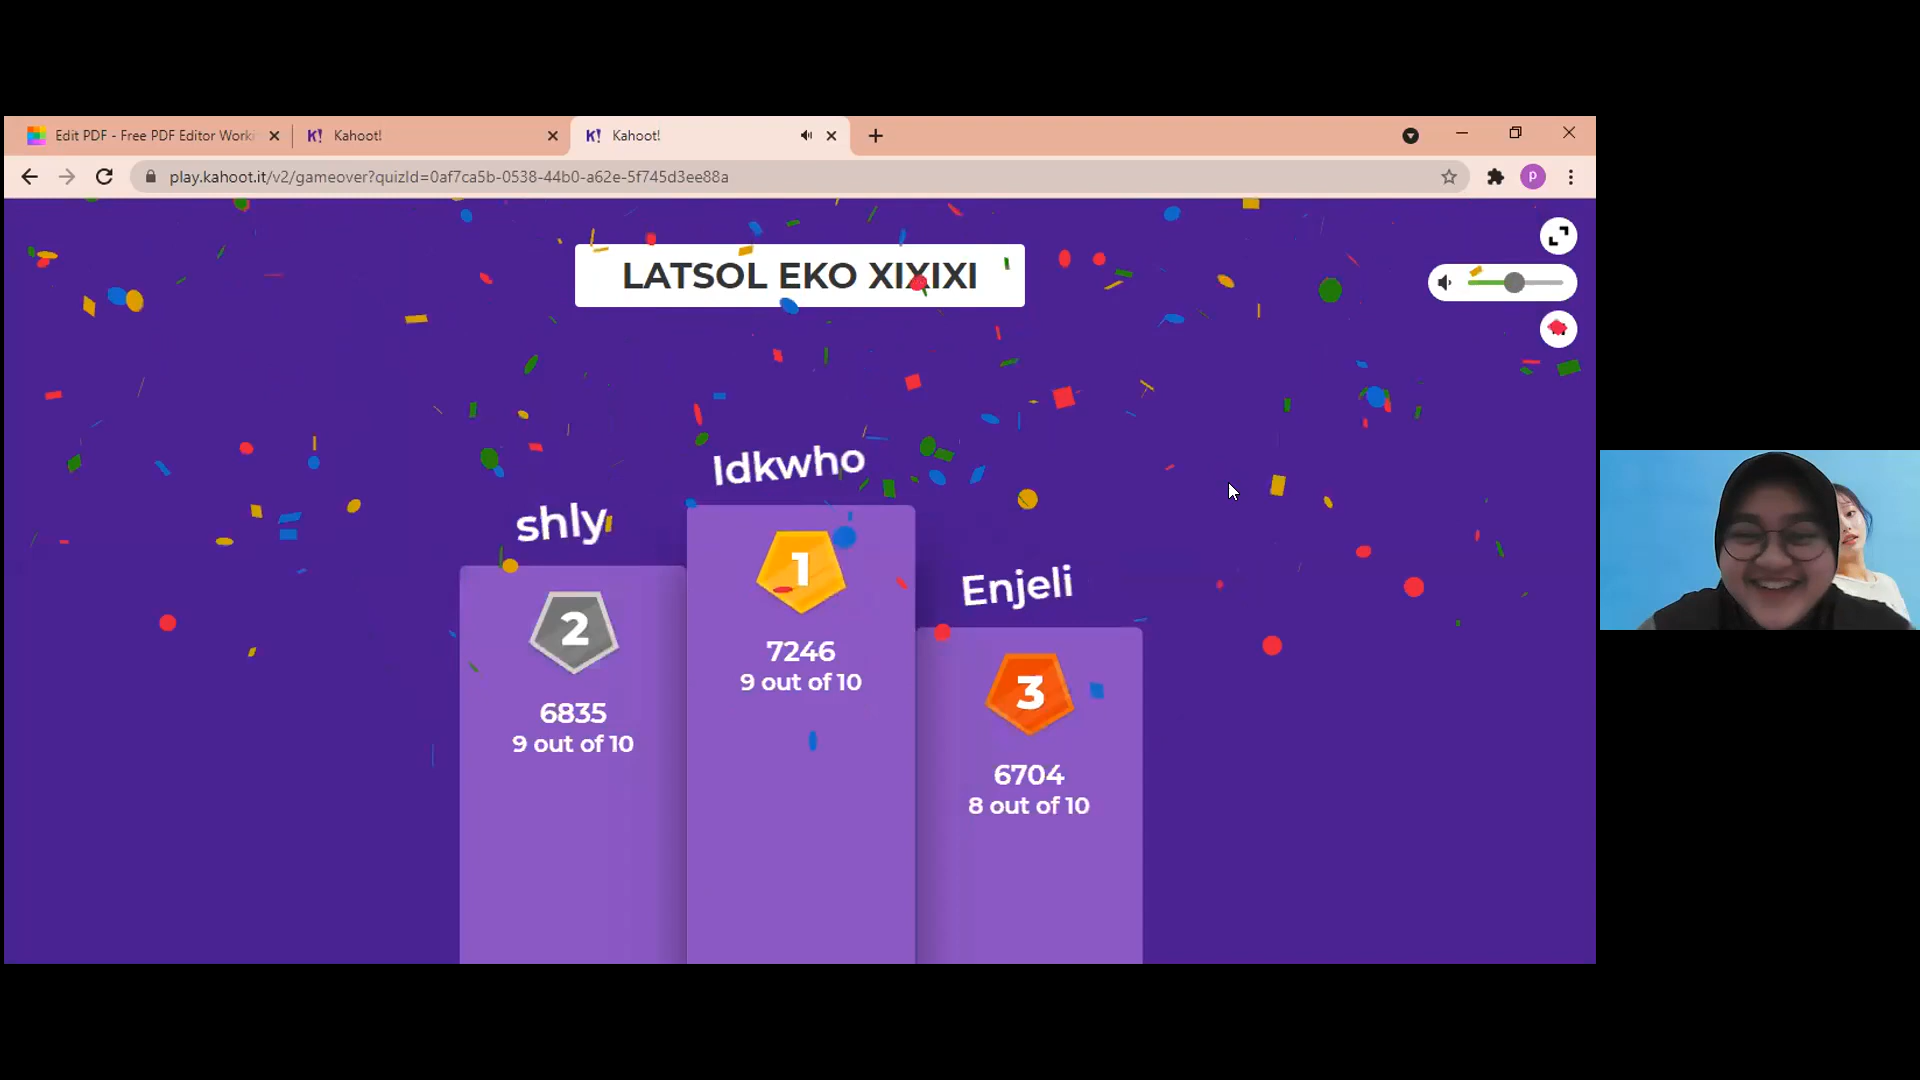 Edit PDF - Free PDF Editor Worki
K! Kahoot!
K! Kahoot!
play.kahoot.it/v2/gameover?quizId=0af7ca5b-0538-44b0-a62e-5f745d3ee88a
P
LATSOL EKO XIXIXI
Idkwho
shly
Enjeli
1
7246
9 out of 10
2
6835
9 out of 10
3
6704
8 out of 10